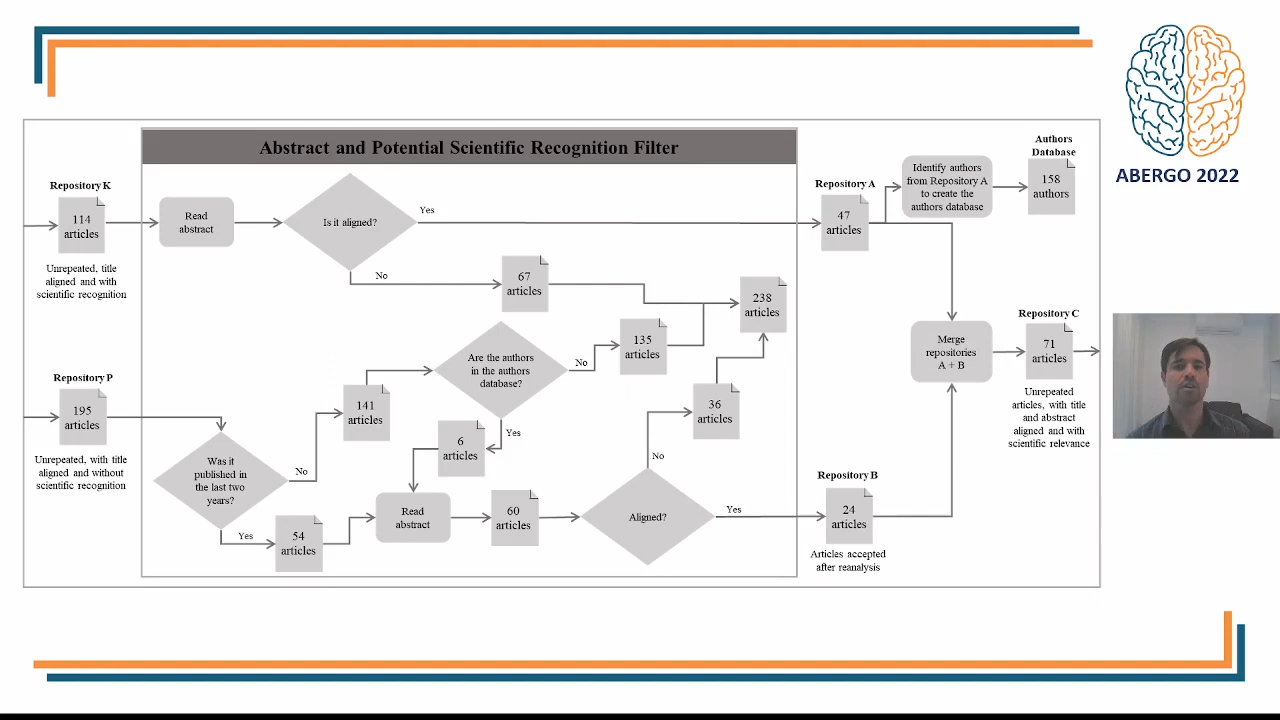 ABERGO 2022
Abstract and Potential Scientific Recognition Filter
Repository K
114
articles
Unrepeated, title
aligned and with
scientific recognition
Read
abstract
Is it aligned?
Yes
No
67
articles
238
articles
Repository A
47
articles
Identify authors
from Repository A
to create the
authors database
Authors
Database
158
authors
Repository P
195
articles
Unrepeated, with title
aligned and without
scientific recognition
Was it
published in
the last two
years?
No
141
articles
Are the authors
in the authors
database?
No
135
articles
Yes
6
articles
Yes
54
articles
Read
abstract
60
articles
Aligned?
No
36
articles
Yes
Repository B
24
articles
Articles accepted
after reanalysis
Merge
repositories
A + B
Repository C
71
articles
Unrepeated
articles, with title
and abstract
aligned and with
scientific relevance